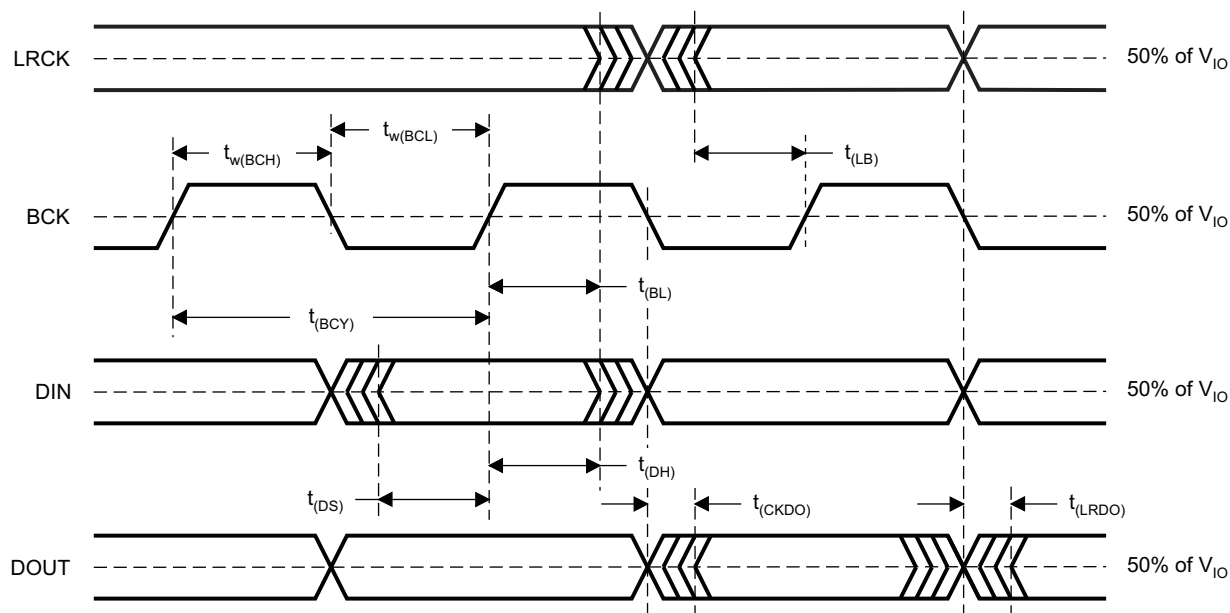 LRCK
50% of V_IO
t_w(BCL)
t_w(BCH)
t_(LB)
BCK
50% of V_IO
t_(BL)
t_(BCY)
DIN
50% of V_IO
t_(DH)
t_(DS)
t_(CKDO)
t_(LRDO)
DOUT
50% of V_IO